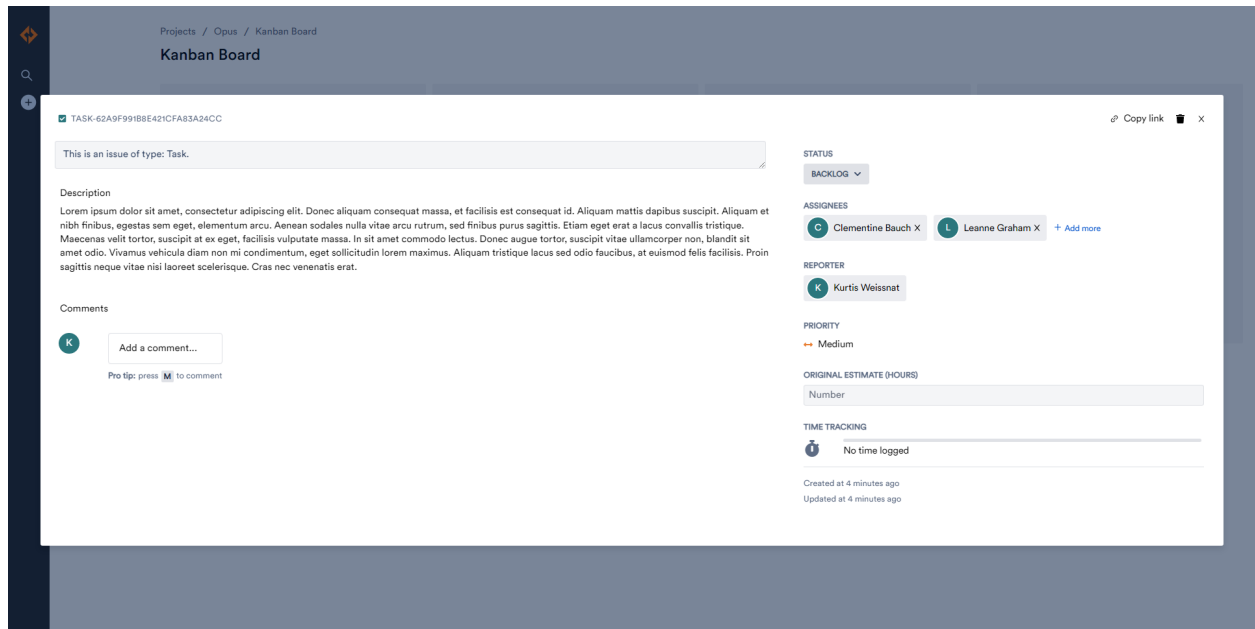 Projects / Opus / Kanban Board
Kanban Board
TASK-62A9F991B8E421CFA83A24CC
Copy link
X
This is an issue of type: Task.
Description
Lorem ipsum dolor sit amet, consectetur adipiscing elit. Donec aliquam consequat massa, et facilisis est consequat id. Aliquam mattis dapibus suscipit. Aliquam et
nibh finibus, egestas sem eget, elementum arcu. Aenean sodales nulla vitae arcu rutrum, sed finibus purus sagittis. Etiam eget erat a lacus convallis tristique.
Maecenas velit tortor, suscipit at ex eget, facilisis vulputate massa. In sit amet commodo lectus. Donec augue tortor, suscipit vitae ullamcorper non, blandit sit
amet odio. Vivamus vehicula diam non mi condimentum, eget sollicitudin lorem maximus. Aliquam tristique lacus sed odio faucibus, at euismod felis facilisis. Proin
sagittis neque vitae nisi laoreet scelerisque. Cras nec venenatis erat.
Comments
K
Add a comment...
Pro tip: press M to comment
STATUS
BACKLOG
ASSIGNEES
C Clementine Bauch X L Leanne Graham X + Add more
REPORTER
K Kurtis Weissnat
PRIORITY
Medium
ORIGINAL ESTIMATE (HOURS)
Number
TIME TRACKING
No time logged
Created at 4 minutes ago
Updated at 4 minutes ago